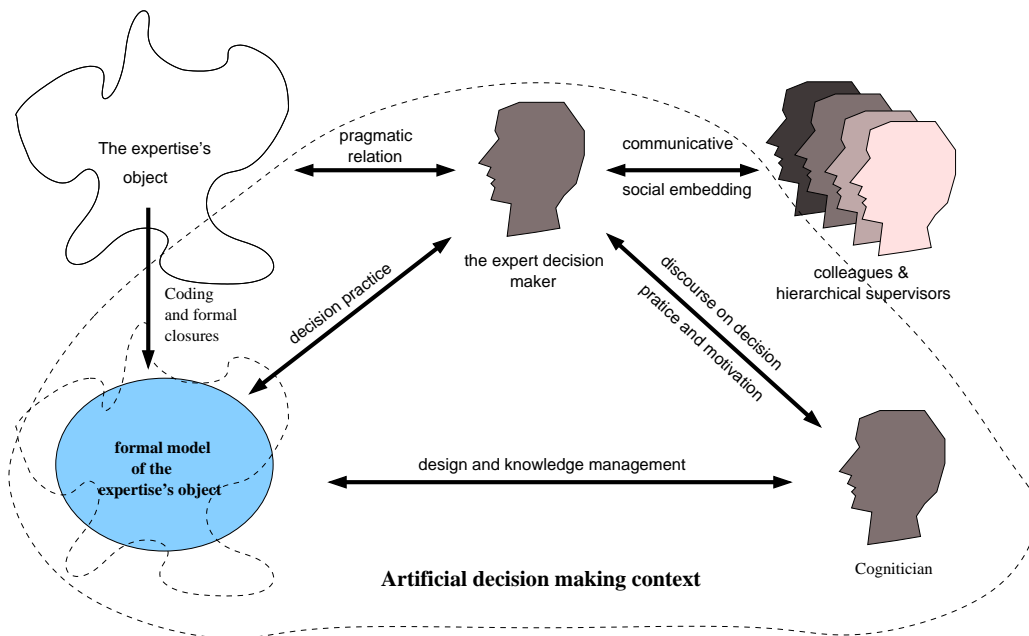 The expertise's
object
pragmatic
relation
communicative
social embedding
the expert decision
maker
colleagues &
hierarchical supervisors
Coding
and formal
closures
decision practice
discourse on decision
pratice and motivation
formal model
of the
expertise's object
design and knowledge management
Cognitician
Artificial decision making context